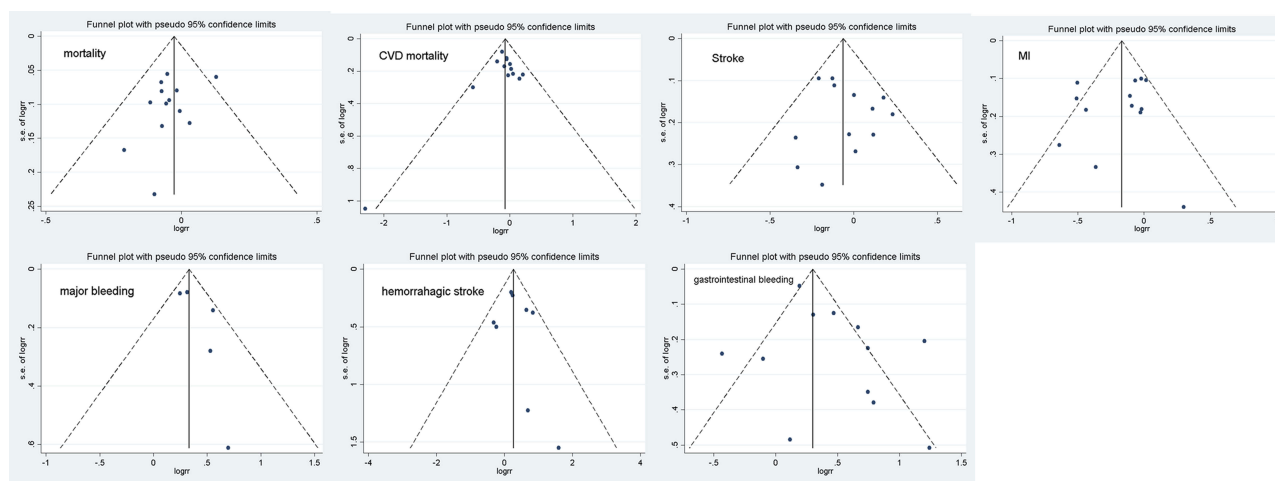 Funnel plot with pseudo 95% confidence limits
mortality
s.e. of logrr
0
.05
.1
.15
.2
.25
-.5
0
.5
logrr
Funnel plot with pseudo 95% confidence limits
CVD mortality
s.e. of logrr
0
.2
.4
.6
.8
1
-2
-1
0
1
2
logrr
Funnel plot with pseudo 95% confidence limits
Stroke
s.e. of logrr
0
.1
.2
.3
.4
-1
-.5
0
.5
logrr
Funnel plot with pseudo 95% confidence limits
MI
s.e. of logrr
0
.1
.2
.3
.4
-1
-.5
0
.5
logrr
Funnel plot with pseudo 95% confidence limits
major bleeding
s.e. of logrr
0
.2
.4
.6
-1
-.5
0
.5
1
1.5
logrr
Funnel plot with pseudo 95% confidence limits
hemorrahagic stroke
s.e. of logrr
0
.5
1
1.5
-4
-2
0
2
4
logrr
Funnel plot with pseudo 95% confidence limits
gastrointestinal bleeding
s.e. of logrr
0
.1
.2
.3
.4
.5
-.5
0
.5
1
1.5
logrr